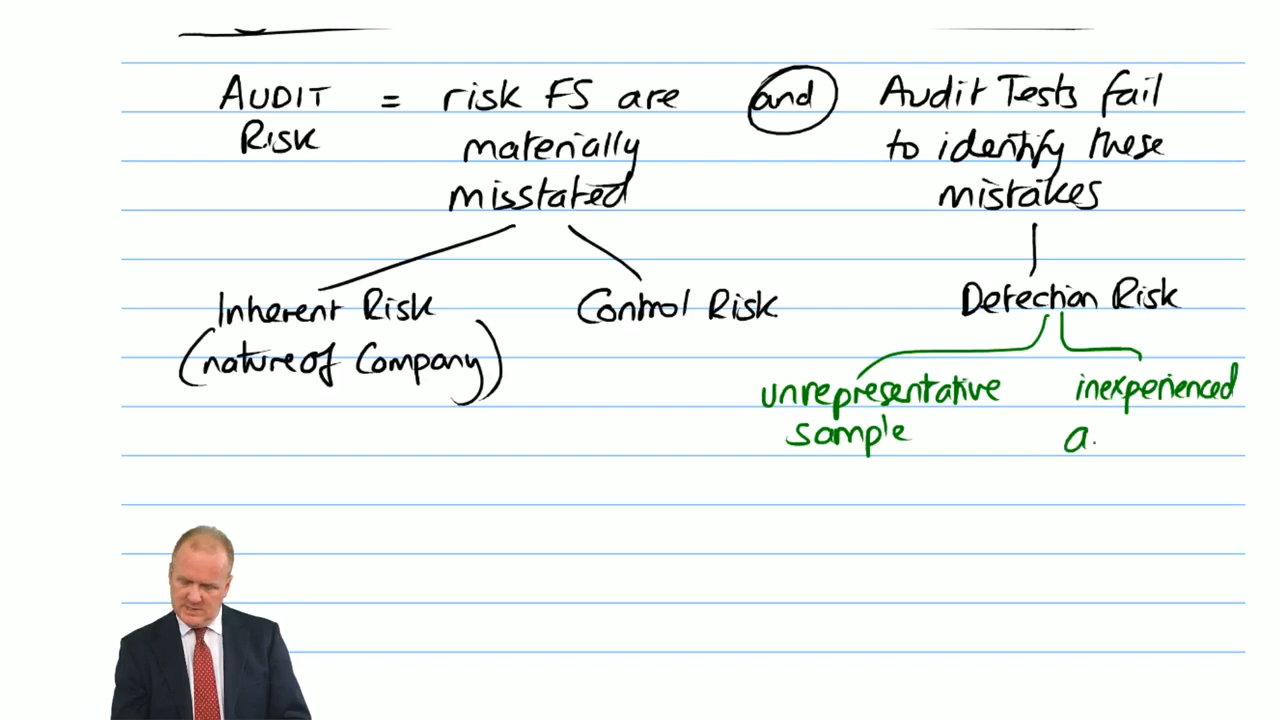 AUDIT = risk FS are and Audit Tests fail
RISK materially to identify these
misstated mistakes
Inherent Risk Control Risk Detection Risk
(nature of Company)
unrepresentative inexperienced
sample a.